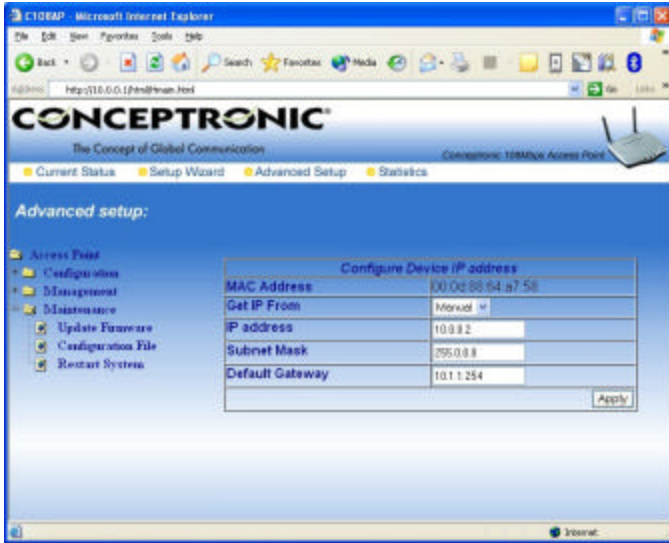 C108AP - Microsoft Internet Explorer
File Edit View Favorites Tools Help
Back Search Favorites Media
Address http://10.0.0.1/html/hmain.html Go Links
CONCEPTRONIC
The Concept of Global Communication
Conceptronic 108Mbps Access Point
Current Status Setup Wizard Advanced Setup Statistics
Advanced setup:
Access Point
Configuration
Management
Maintenance
Update Firmware
Configuration File
Restart System
Configure Device IP address
MAC Address 00:0d:88:64:a7:58
Get IP From Manual
IP address 10.0.0.2
Subnet Mask 255.0.0.0
Default Gateway 10.1.1.254
Apply
Internet